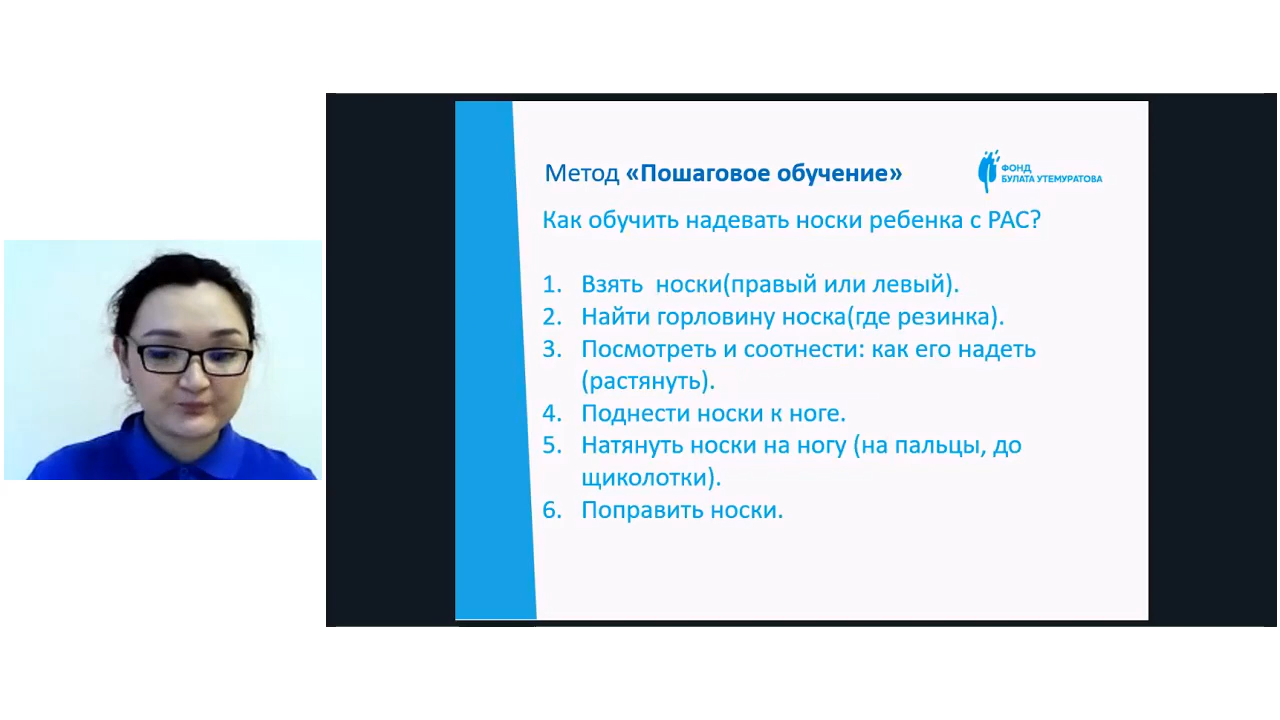 Метод «Пошаговое обучение»
ФОНД
БУЛАТА УТЕМУРАТОВА
Как обучить надевать носки ребенка с РАС?
1. Взять  носки(правый или левый).
2. Найти горловину носка(где резинка).
3. Посмотреть и соотнести: как его надеть
(растянуть).
4. Поднести носки к ноге.
5. Натянуть носки на ногу (на пальцы, до
щиколотки).
6. Поправить носки.